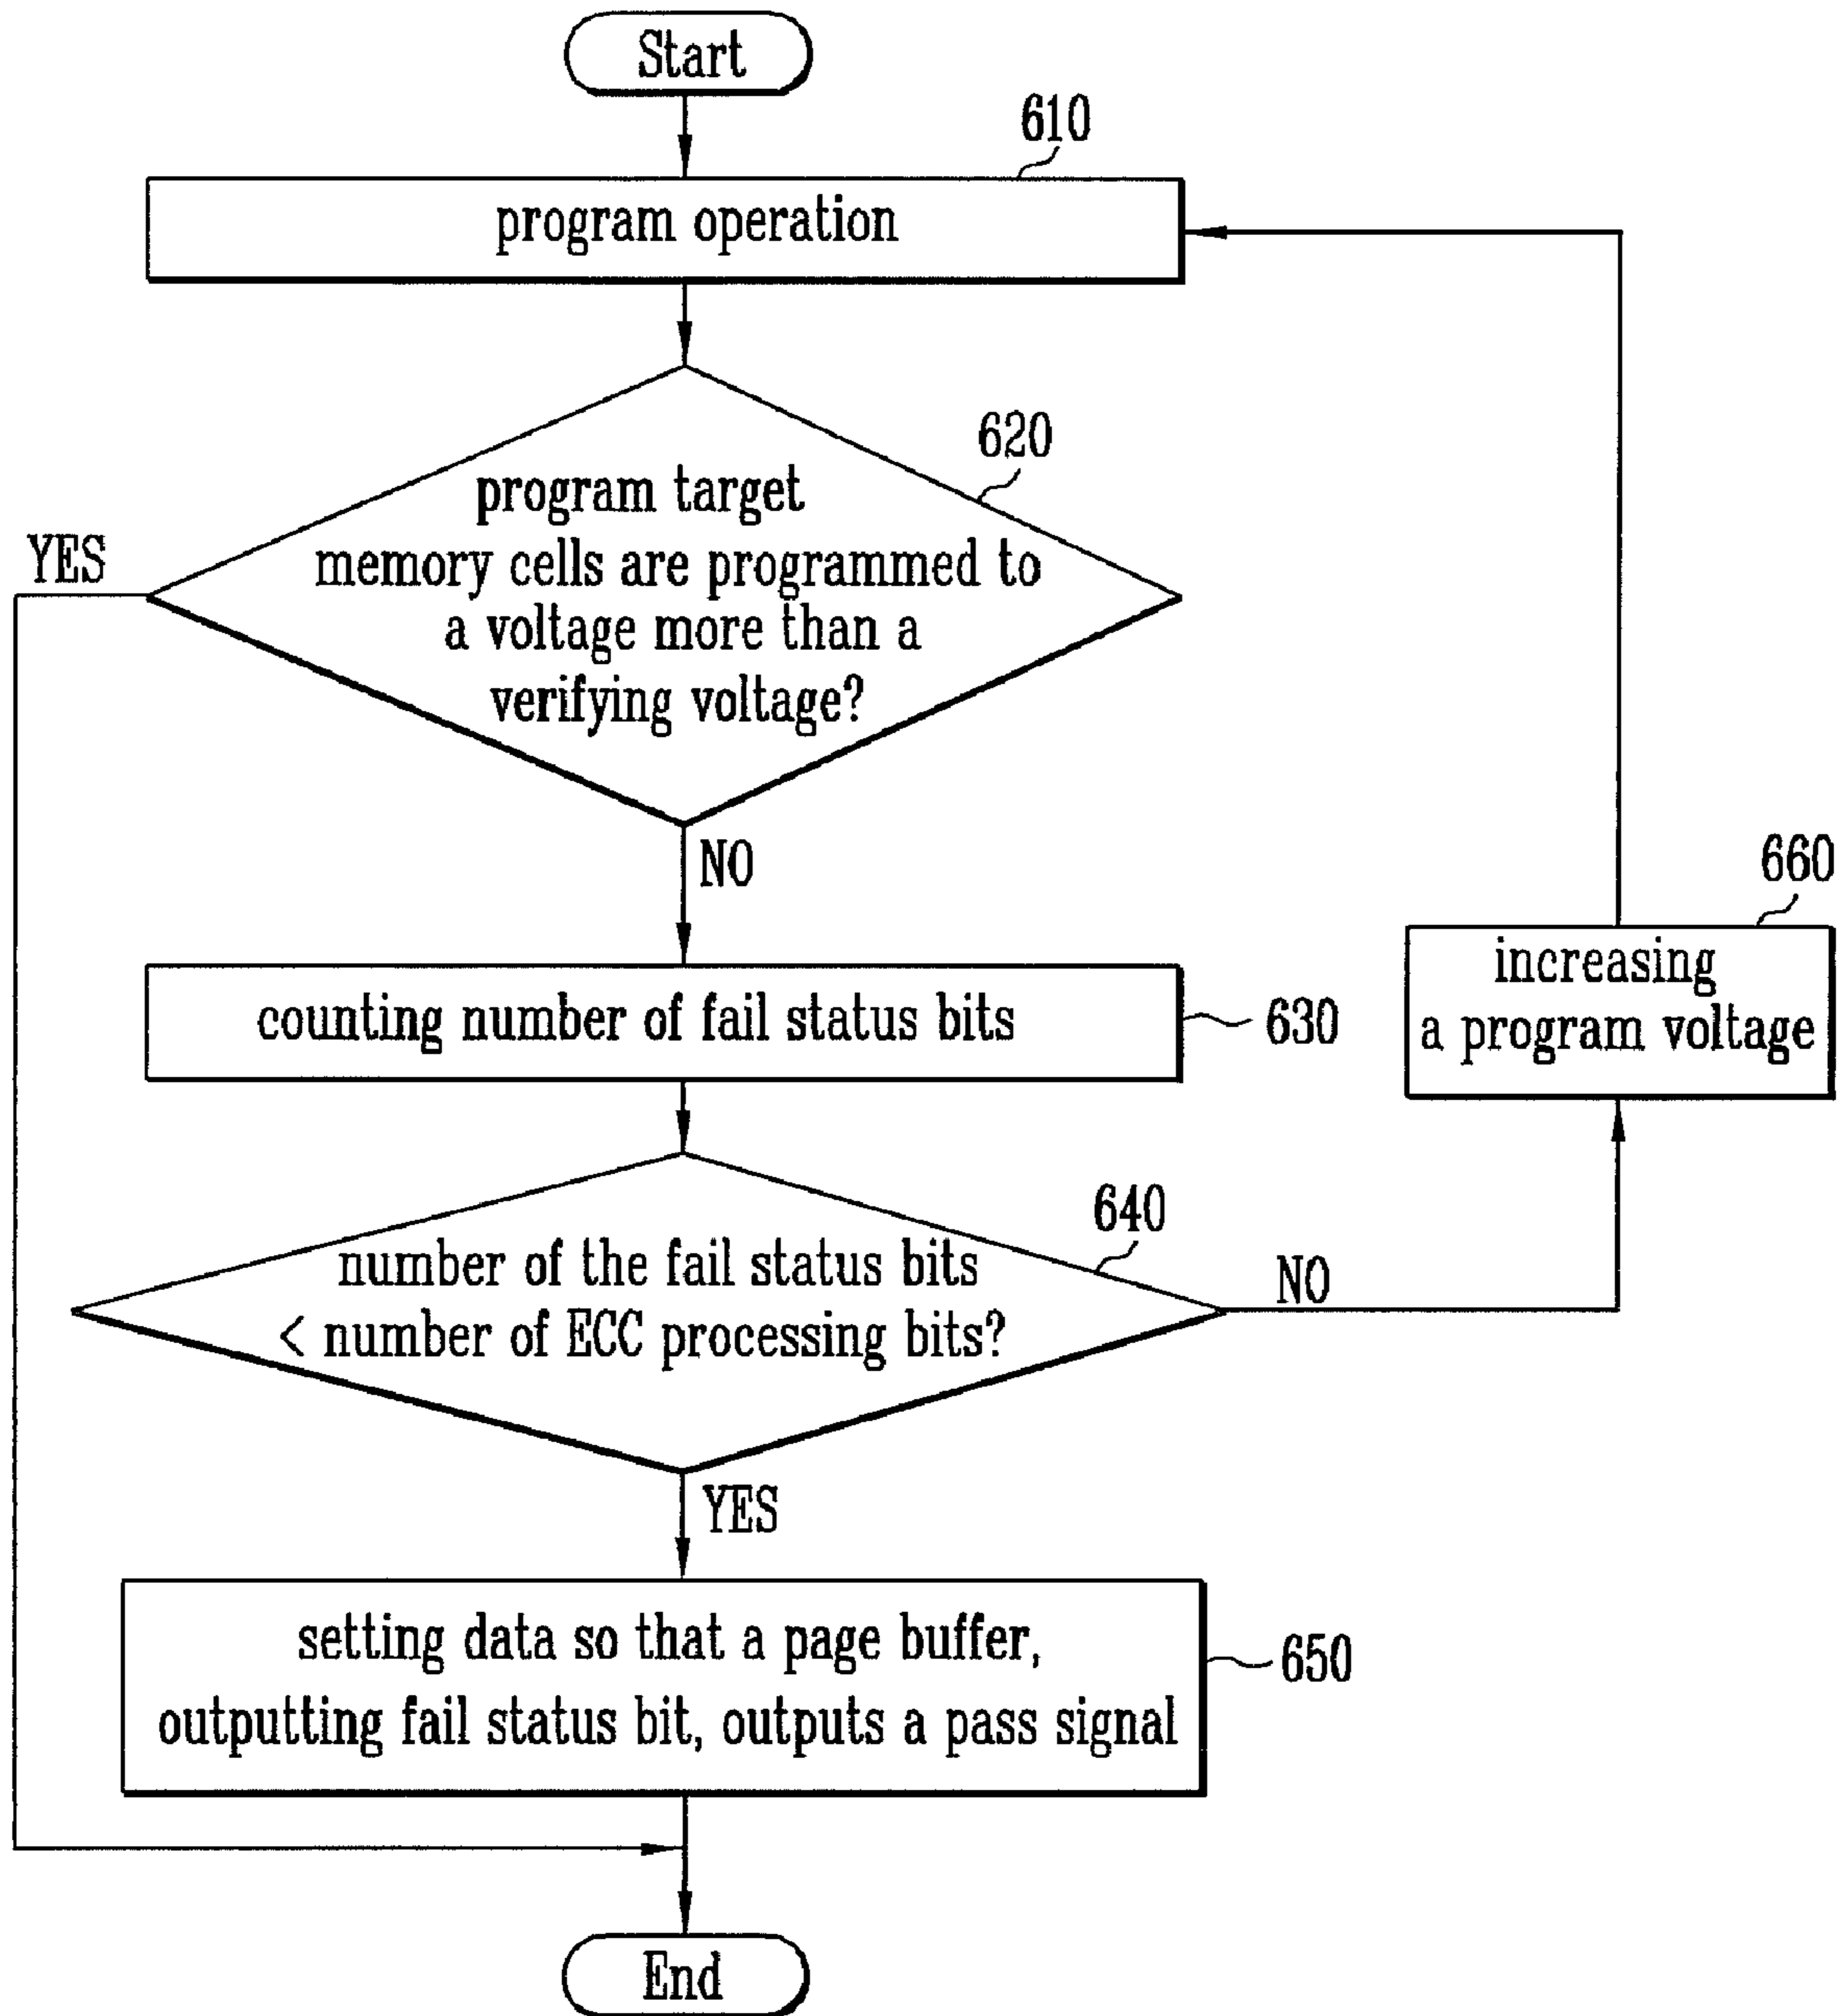 Start
610
program operation
620
program target
memory cells are programmed to
a voltage more than a
verifying voltage?
YES
NO
counting number of fail status bits
630
660
increasing
a program voltage
640
number of the fail status bits
< number of ECC processing bits?
NO
YES
setting data so that a page buffer,
outputting fail status bit, outputs a pass signal
650
End